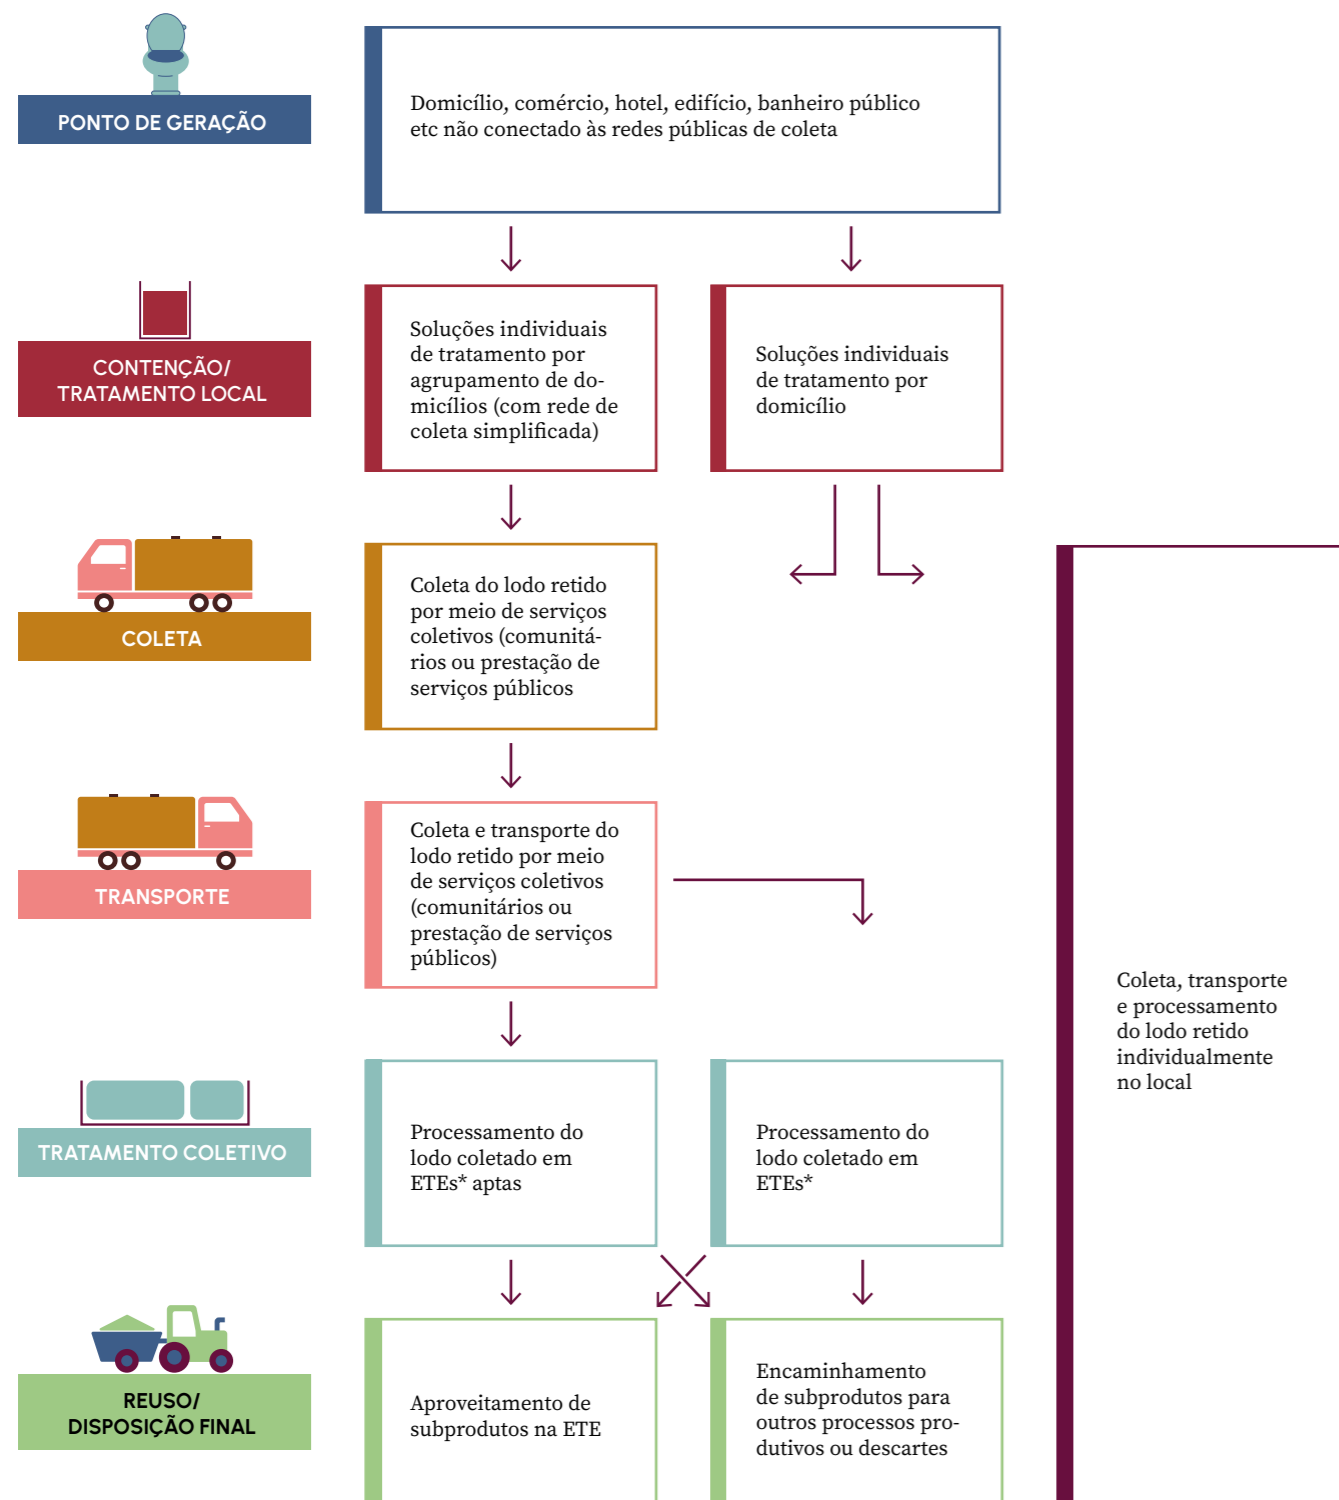 PONTO DE GERAÇÃO
Domicílio, comércio, hotel, edifício, banheiro público
etc não conectado às redes públicas de coleta
CONTENÇÃO/
TRATAMENTO LOCAL
Soluções individuais
de tratamento por
agrupamento de do-
micílios (com rede de
coleta simplificada)
Soluções individuais
de tratamento por
domicílio
COLETA
Coleta do lodo retido
por meio de serviços
coletivos (comunitá-
rios ou prestação de
serviços públicos
TRANSPORTE
Coleta e transporte do
lodo retido por meio
de serviços coletivos
(comunitários ou
prestação de serviços
públicos)
Coleta, transporte
e processamento
do lodo retido
individualmente
no local
TRATAMENTO COLETIVO
Processamento do
lodo coletado em
ETEs* aptas
Processamento do
lodo coletado em
ETEs*
REUSO/
DISPOSIÇÃO FINAL
Aproveitamento de
subprodutos na ETE
Encaminhamento
de subprodutos para
outros processos pro-
dutivos ou descartes